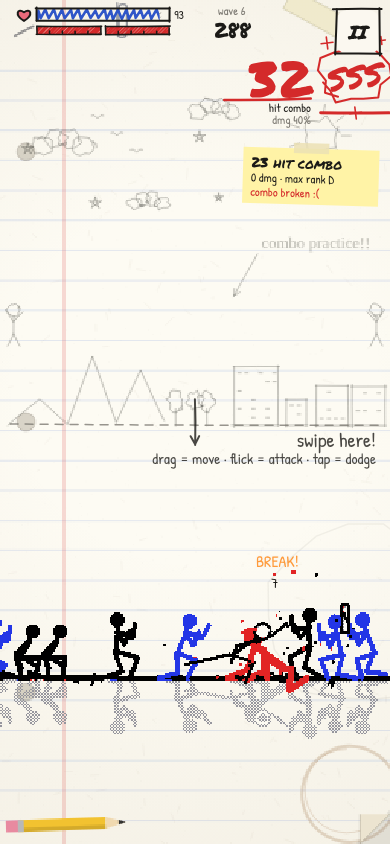 93
wave 6
288
II
32
SSS
hit combo
dmg 40%
23 HIT COMBO
0 dmg · max rank D
combo broken :(
combo practice!!
swipe here!
drag = move · flick = attack · tap = dodge
BREAK!
7